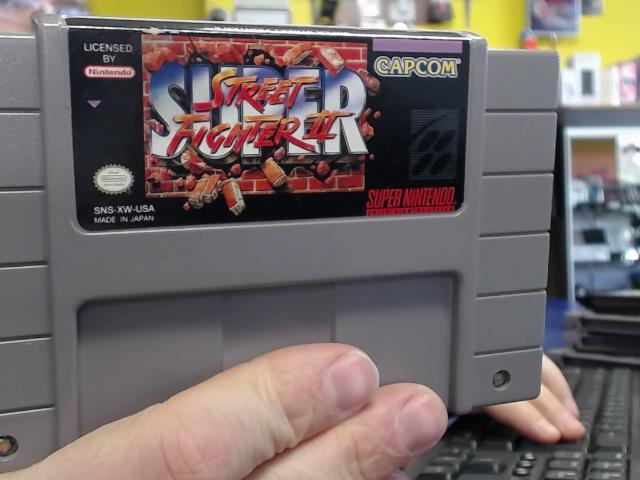 LICENSED
BY
Nintendo
SUPER
STREET
FIGHTER II
CAPCOM
SNS-XW-USA
MADE IN JAPAN
SUPER NINTENDO